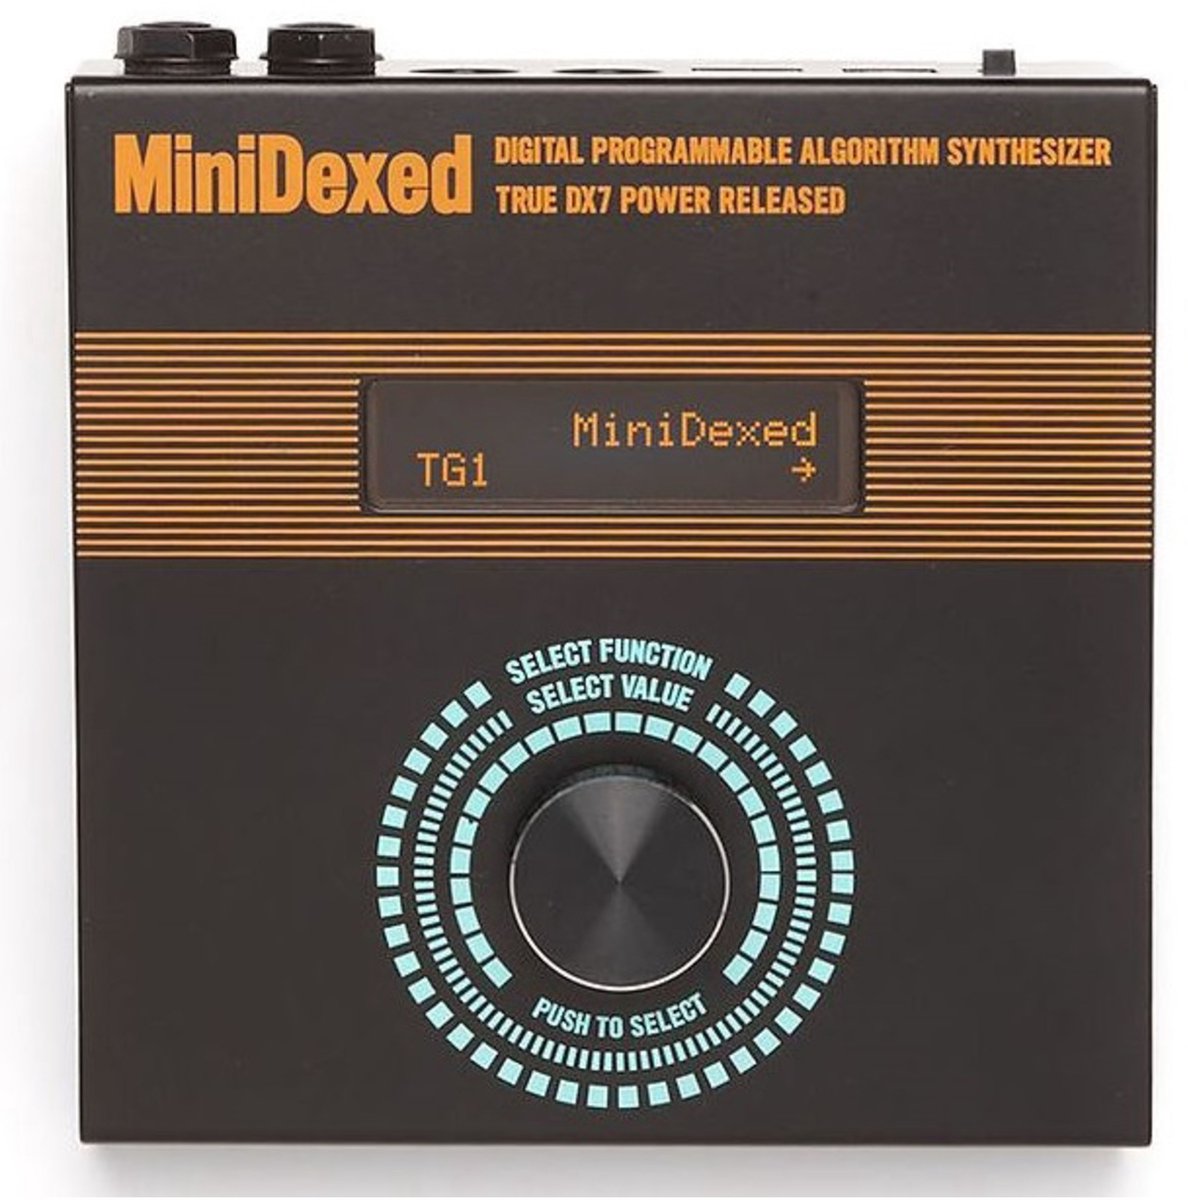 MiniDexed
DIGITAL PROGRAMMABLE ALGORITHM SYNTHESIZER
TRUE DX7 POWER RELEASED
MiniDexed
TG1 →
SELECT FUNCTION
SELECT VALUE
PUSH TO SELECT